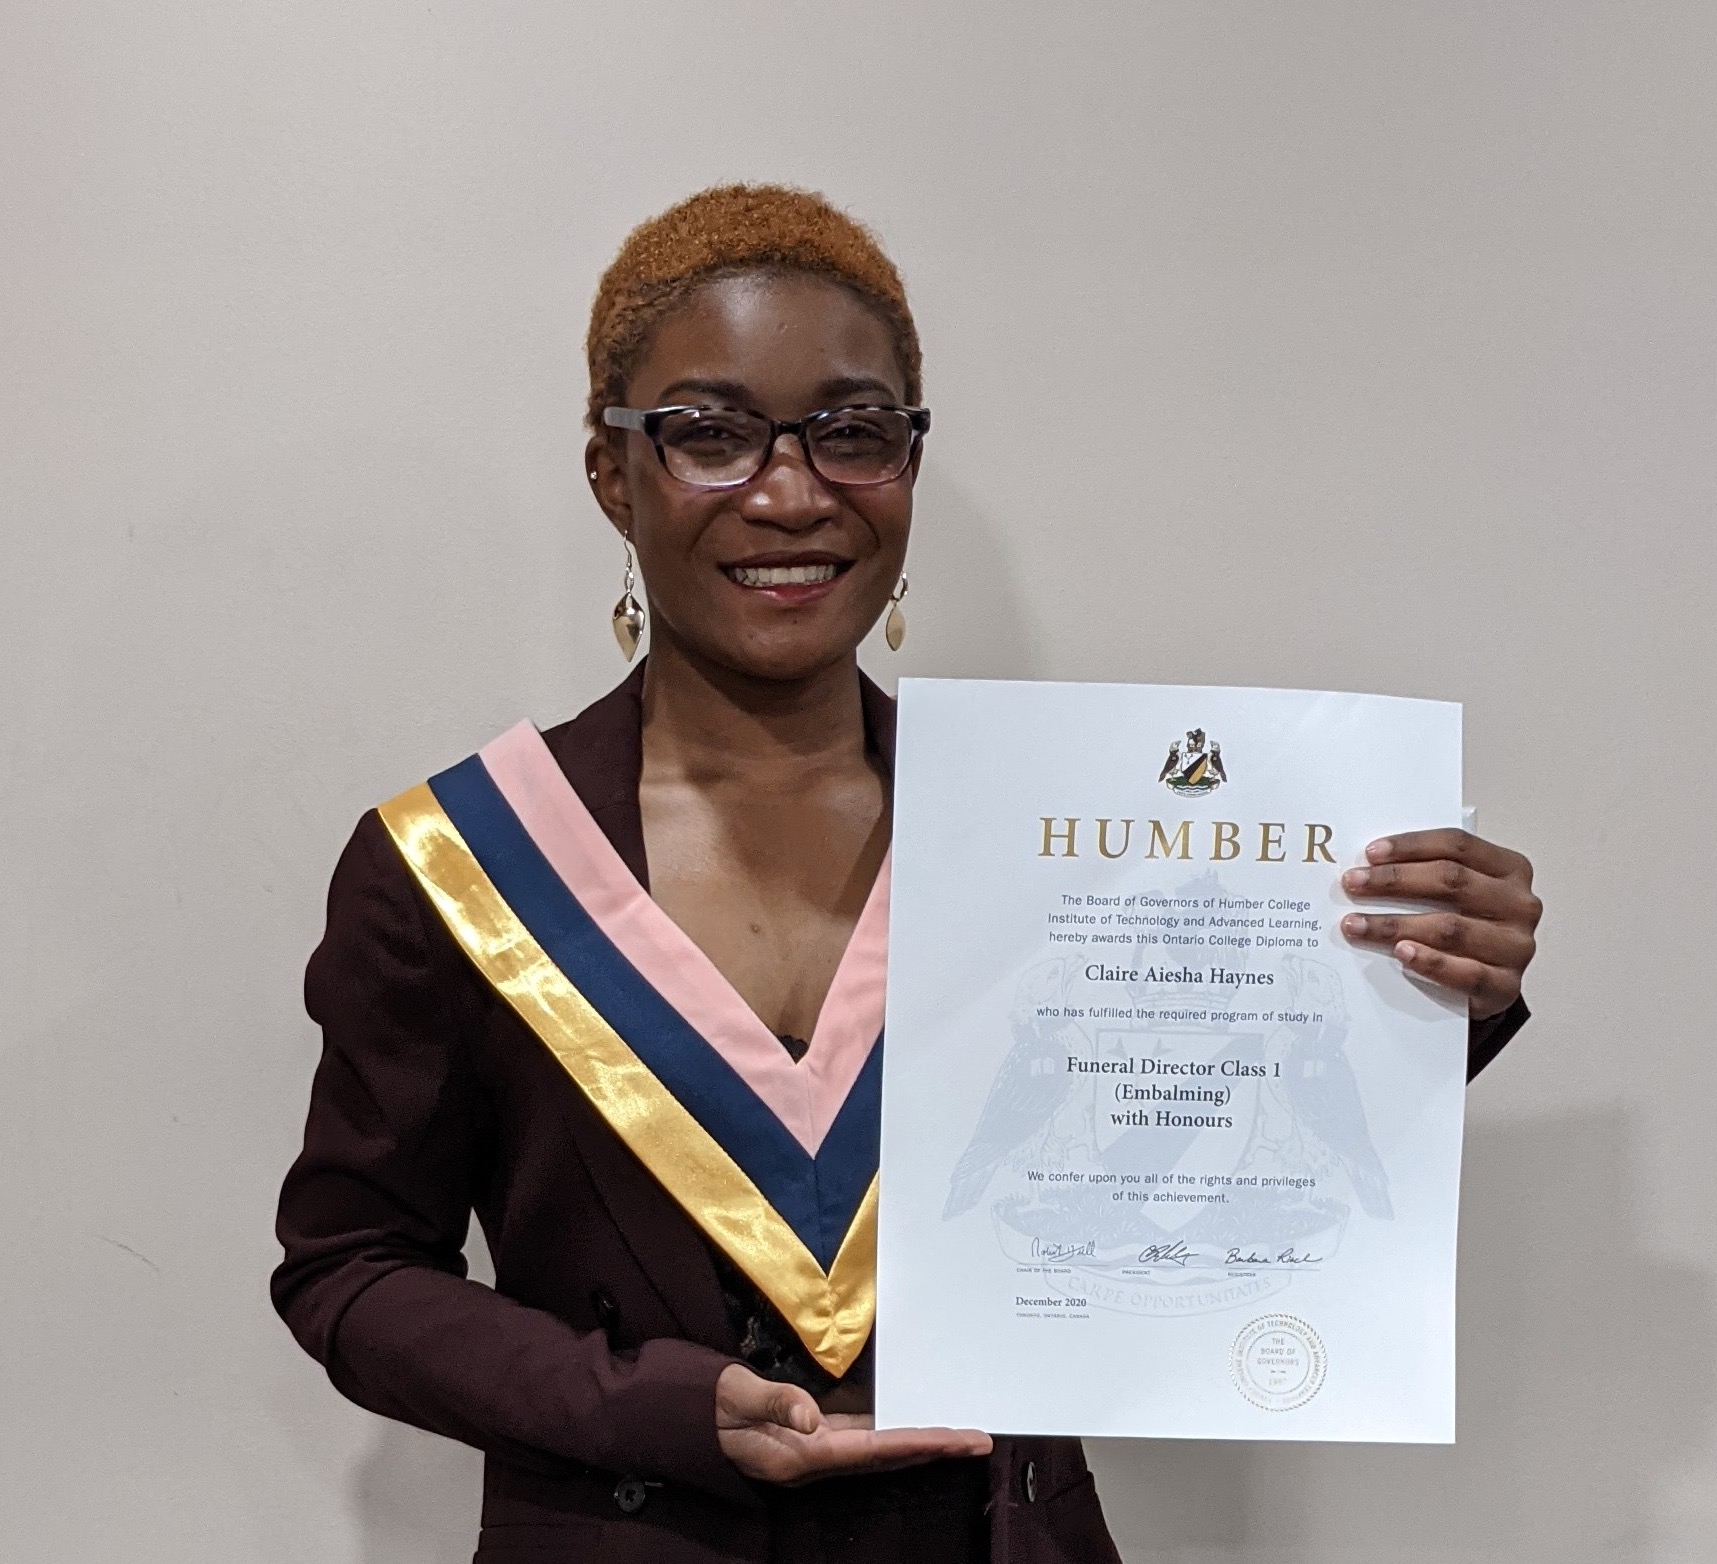 HUMBER
The Board of Governors of Humber College
Institute of Technology and Advanced Learning,
hereby awards this Ontario College Diploma to
Claire Aiesha Haynes
who has fulfilled the required program of study in
Funeral Director Class 1
(Embalming)
with Honours
We confer upon you all of the rights and privileges
of this achievement.
CHAIR OF THE BOARD
PRESIDENT
REGISTRAR
CARPE OPPORTUNITATES
December 2020
TORONTO, ONTARIO, CANADA
THE
BOARD OF
GOVERNORS
1967